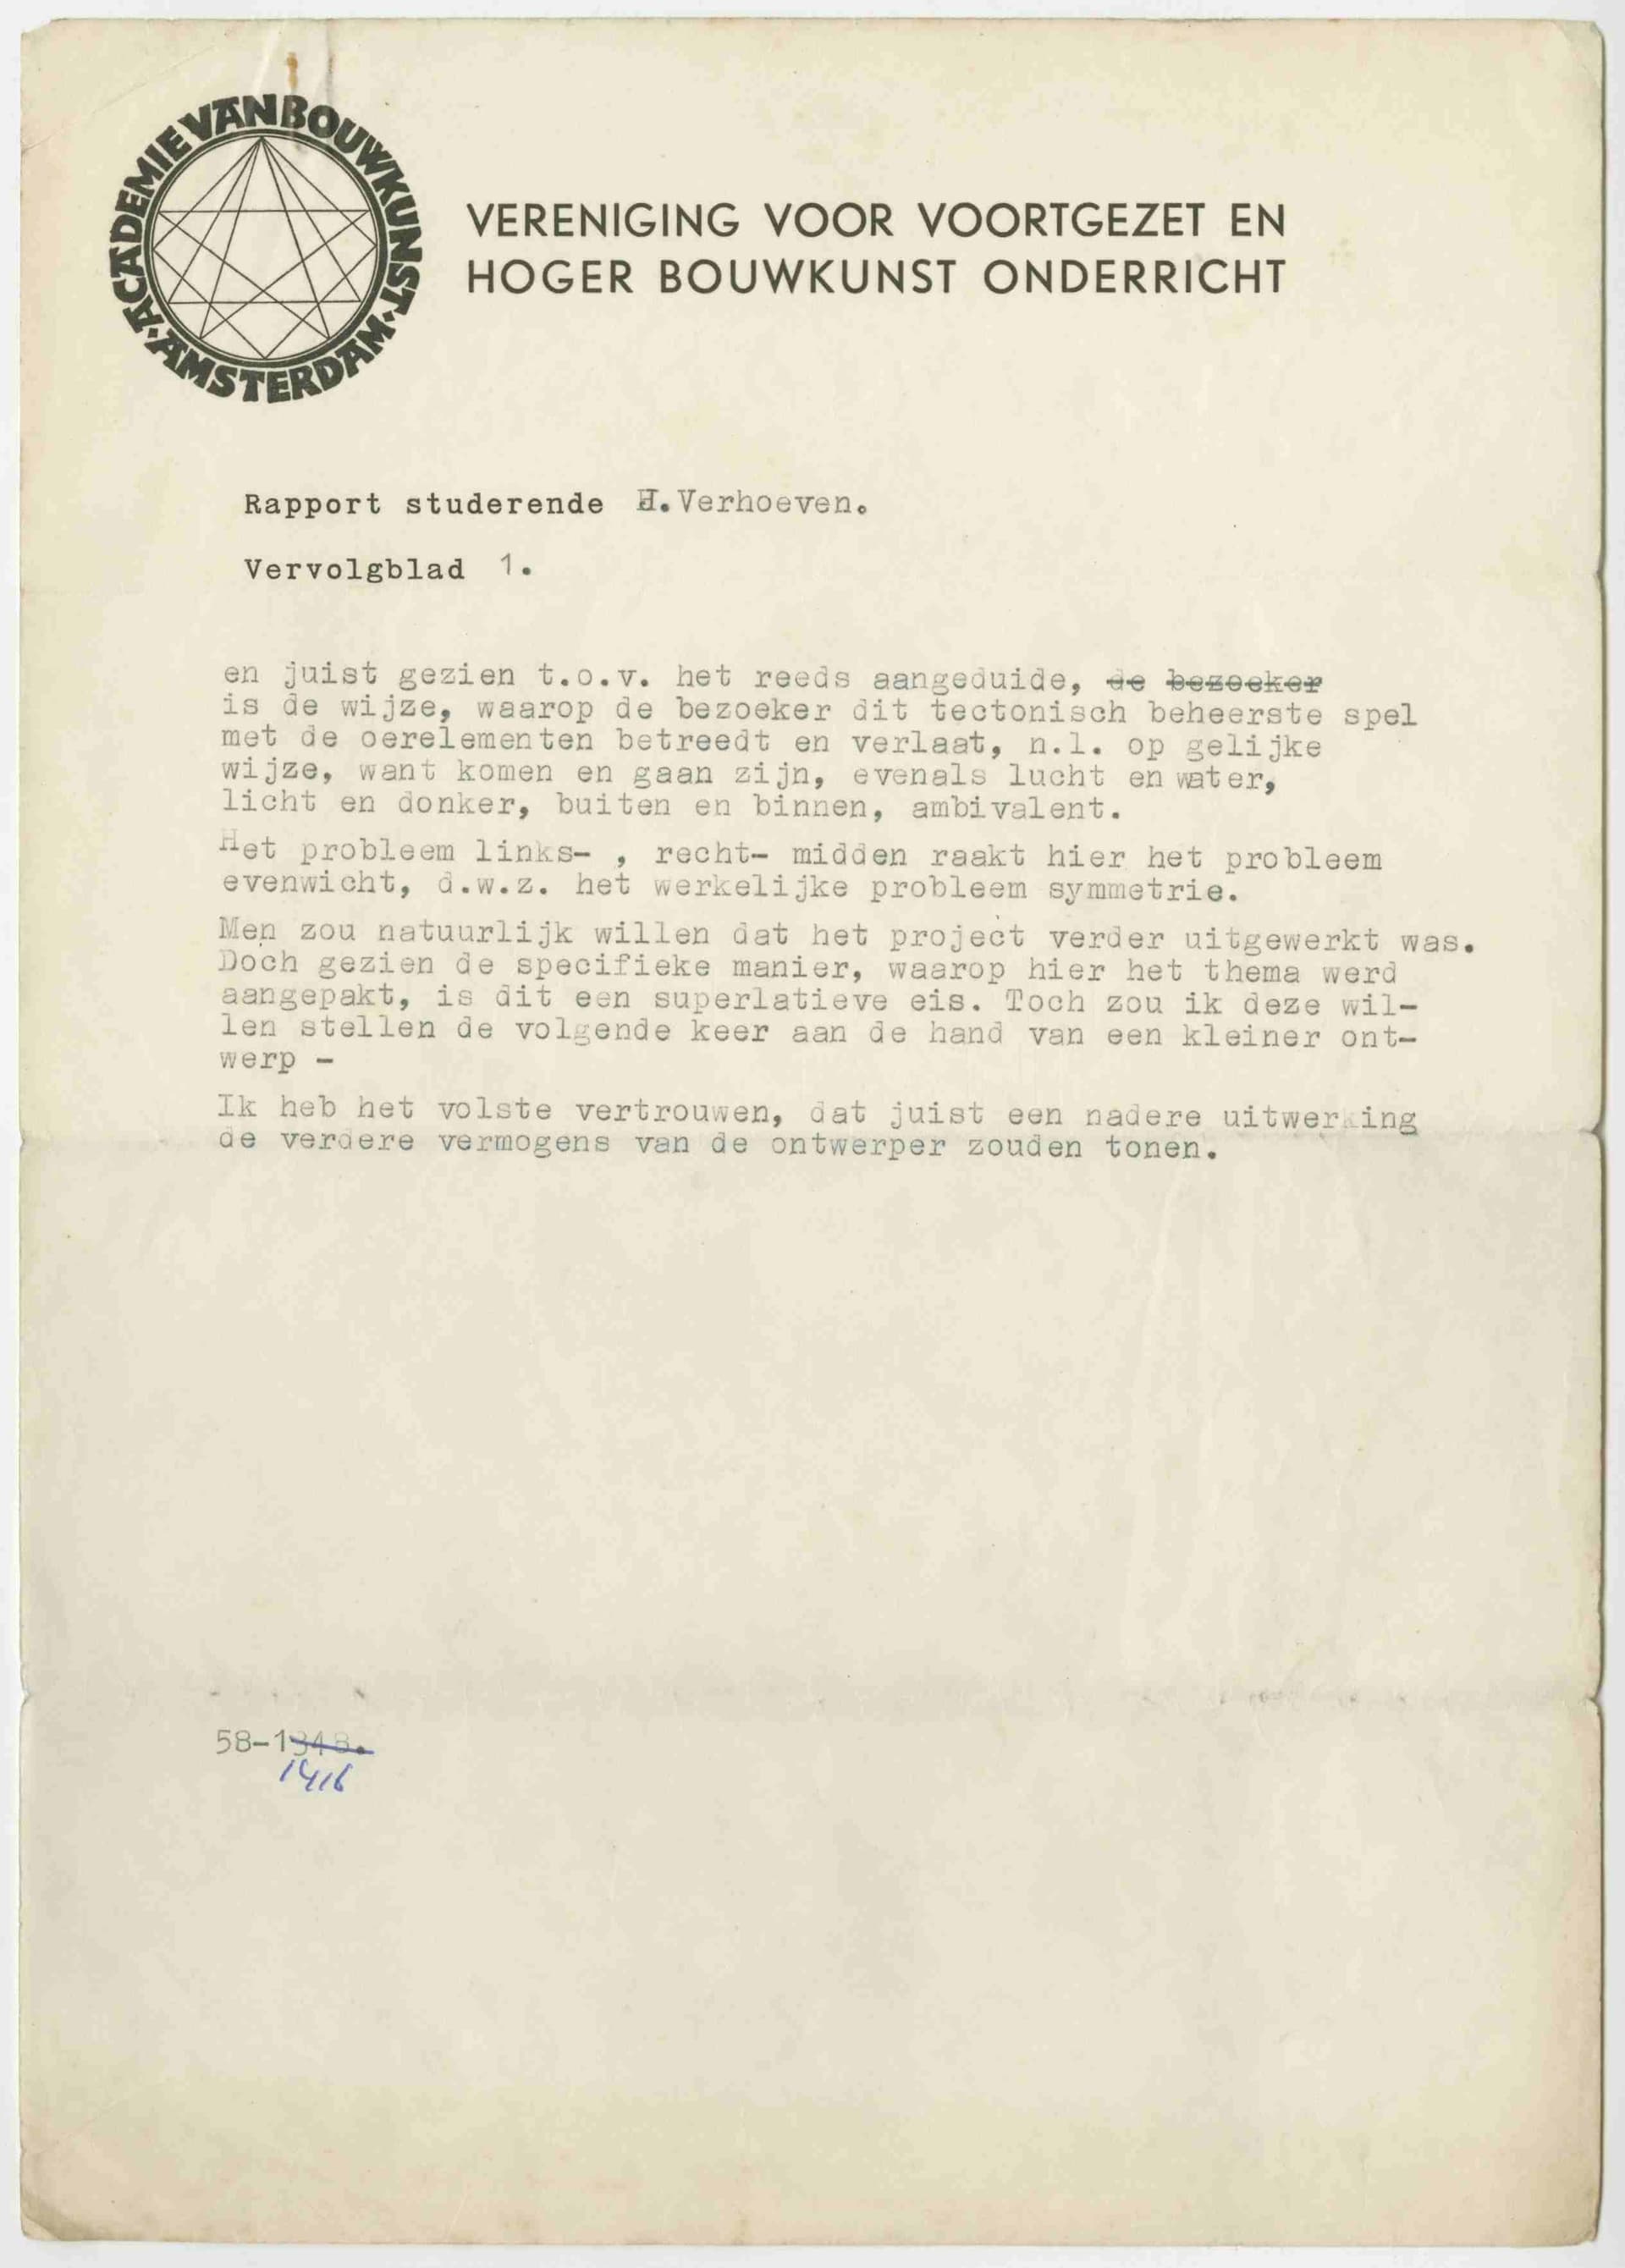 ACADEMIE VAN BOUWKUNST · AMSTERDAM ·
VERENIGING VOOR VOORTGEZET EN
HOGER BOUWKUNST ONDERRICHT
Rapport studerende H.Verhoeven.
Vervolgblad 1.
en juist gezien t.o.v. het reeds aangeduide, de bezoeker
is de wijze, waarop de bezoeker dit tectonisch beheerste spel
met de oerelementen betreedt en verlaat, n.l. op gelijke
wijze, want komen en gaan zijn, evenals lucht en water,
licht en donker, buiten en binnen, ambivalent.
Het probleem links- , recht- midden raakt hier het probleem
evenwicht, d.w.z. het werkelijke probleem symmetrie.
Men zou natuurlijk willen dat het project verder uitgewerkt was.
Doch gezien de specifieke manier, waarop hier het thema werd
aangepakt, is dit een superlatieve eis. Toch zou ik deze wil-
len stellen de volgende keer aan de hand van een kleiner ont-
werp -
Ik heb het volste vertrouwen, dat juist een nadere uitwerking
de verdere vermogens van de ontwerper zouden tonen.
58-1348.
1416